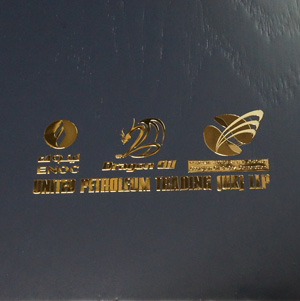 اينوك
ENOC
Dragon Oil
UNITED PETROLEUM TRADING (UK) LLP